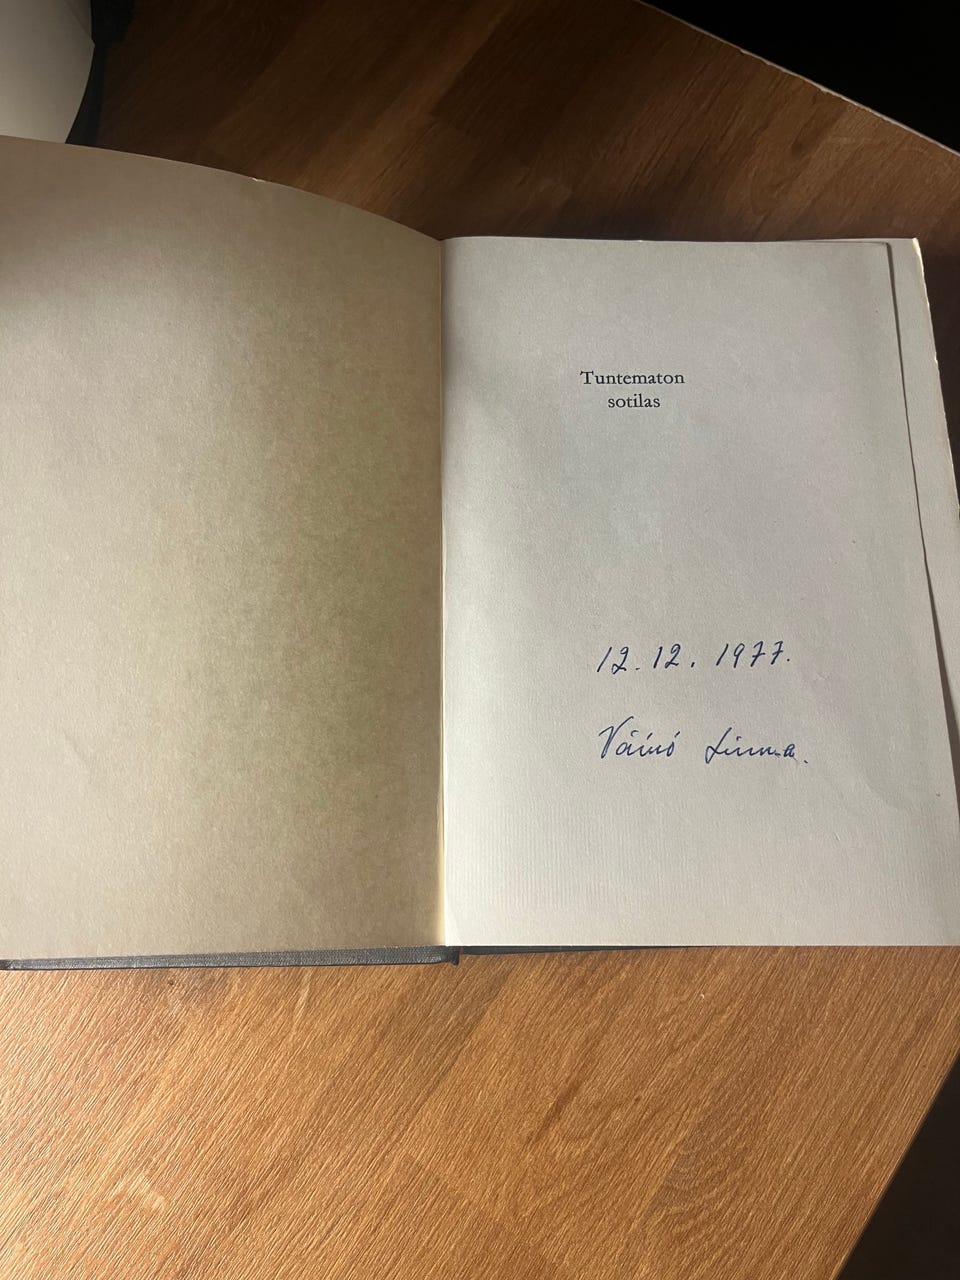 Tuntematon
sotilas
12.12.1977.
Väinö Linna.